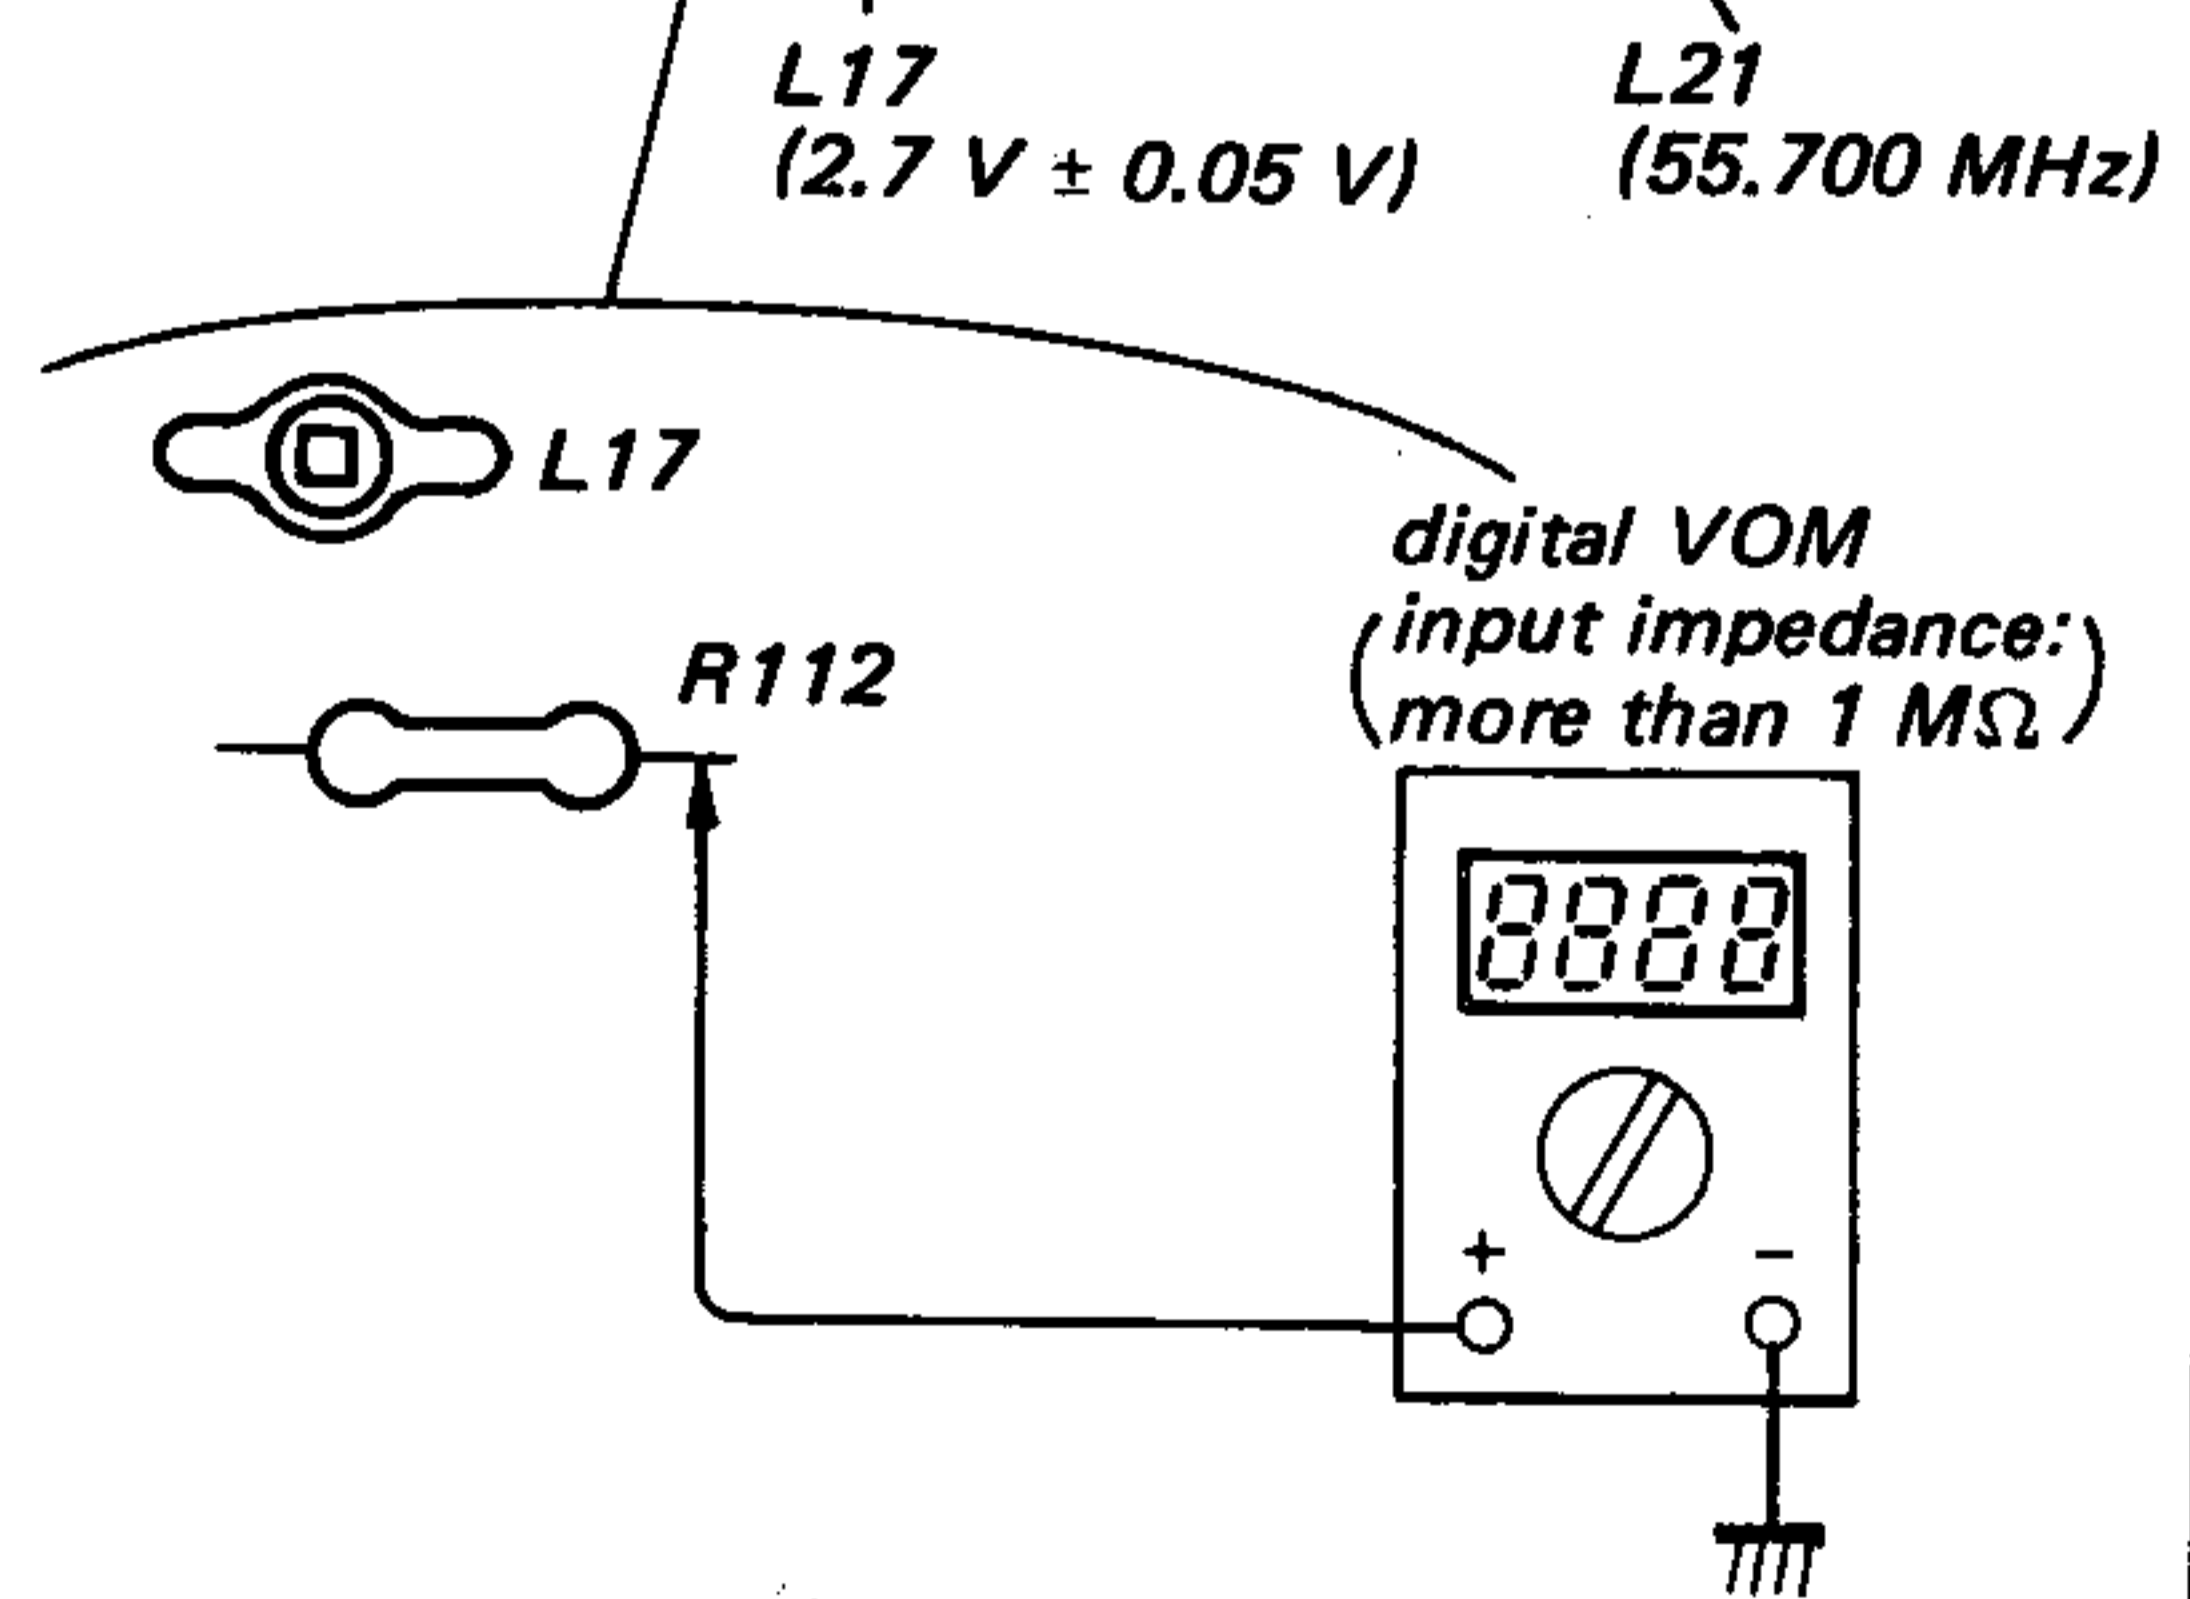 L17
(2.7 V ± 0.05 V)
L21
(55.700 MHz)
L17
digital VOM
(input impedance:
more than 1 MΩ)
R112
8888
+ −